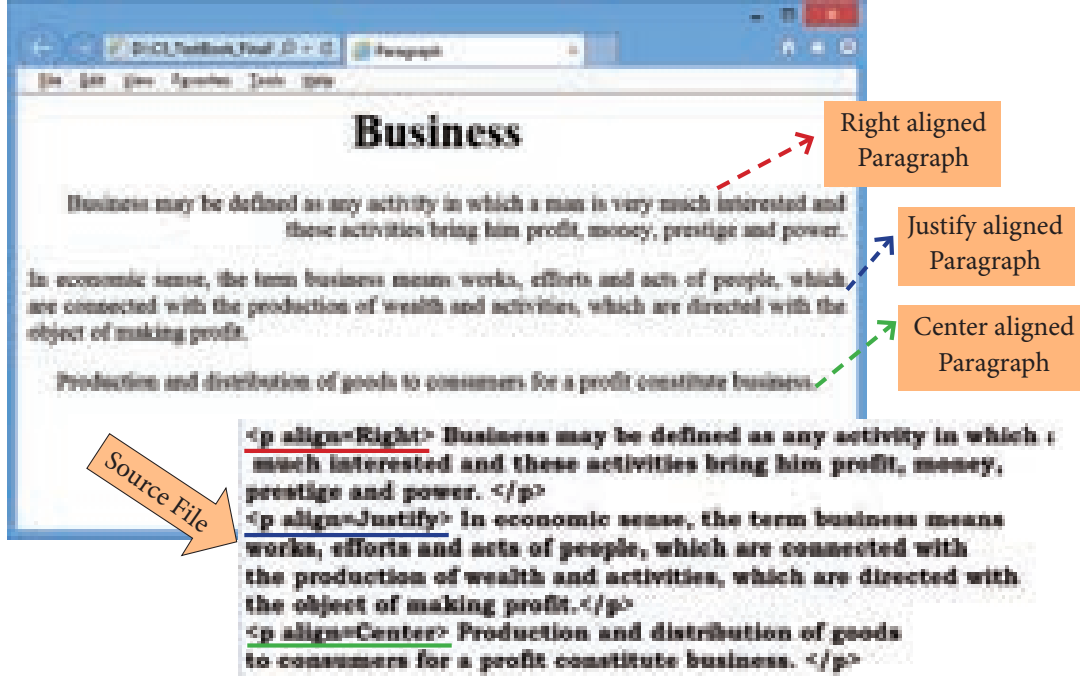 Paragraph
File Edit View Favorites Tools Help
Business
Business may be defined as any activity in which a man is very much interested and
these activities bring him profit, money, prestige and power.
In economic sense, the term business means works, efforts and acts of people, which
are connected with the production of wealth and activities, which are directed with the
object of making profit.
Production and distribution of goods to consumers for a profit constitute business.
Right aligned
Paragraph
Justify aligned
Paragraph
Center aligned
Paragraph
Source File
<p align=Right> Business may be defined as any activity in which
much interested and these activities bring him profit, money,
prestige and power. </p>
<p align=Justify> In economic sense, the term business means
works, efforts and acts of people, which are connected with
the production of wealth and activities, which are directed with
the object of making profit.</p>
<p align=Center> Production and distribution of goods
to consumers for a profit constitute business. </p>